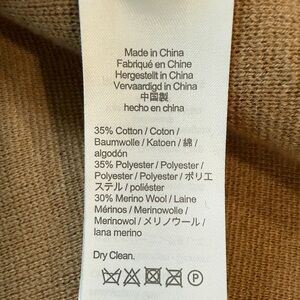 Made in China
Fabriqué en Chine
Hergestellt in China
Vervaardigd in China
中国製
hecho en china
35% Cotton / Coton /
Baumwolle / Katoen / 綿 /
algodón
35% Polyester / Polyester /
Polyester / Polyester / ポリエ
ステル / poliéster
30% Merino Wool / Laine
Mérinos / Merinowolle /
Merinowol / メリノウール /
lana merino
Dry Clean.
P